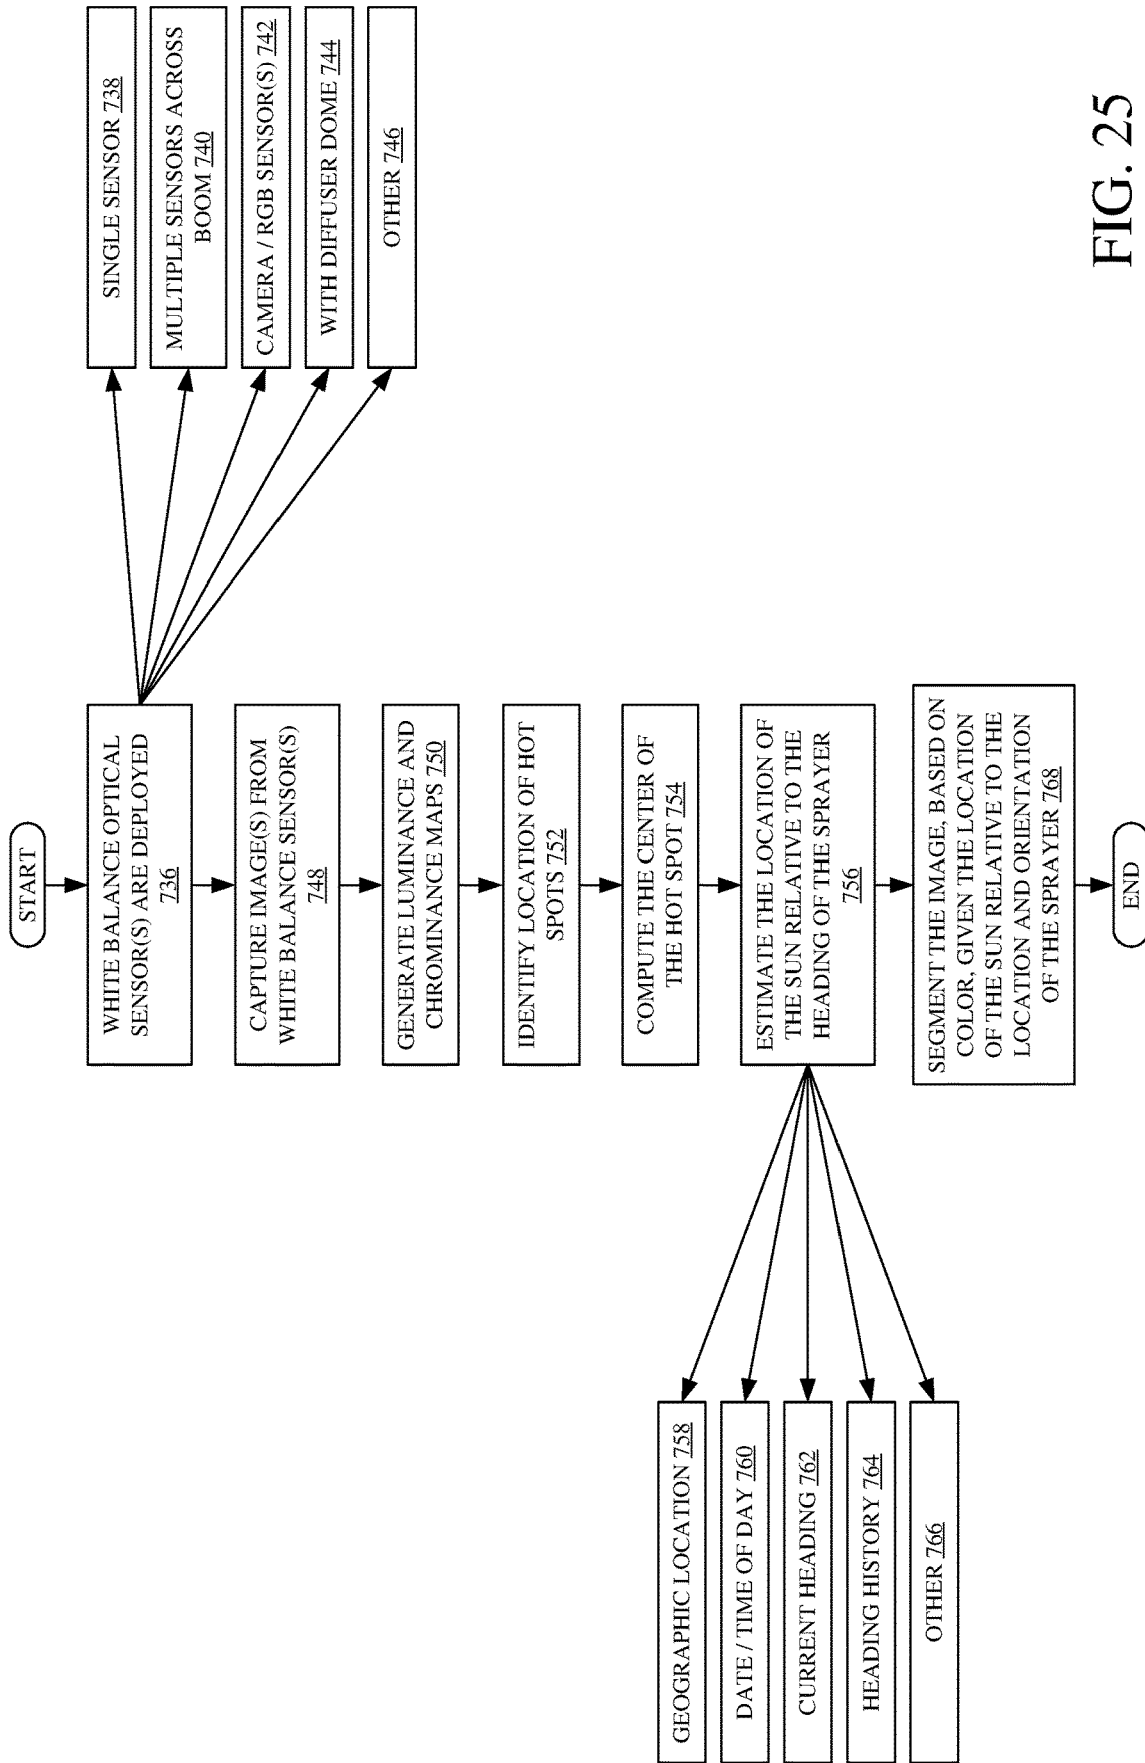 START
WHITE BALANCE OPTICAL
SENSOR(S) ARE DEPLOYED
736
SINGLE SENSOR 738
MULTIPLE SENSORS ACROSS
BOOM 740
CAMERA / RGB SENSOR(S) 742
WITH DIFFUSER DOME 744
OTHER 746
CAPTURE IMAGE(S) FROM
WHITE BALANCE SENSOR(S)
748
GENERATE LUMINANCE AND
CHROMINANCE MAPS 750
IDENTIFY LOCATION OF HOT
SPOTS 752
COMPUTE THE CENTER OF
THE HOT SPOT 754
ESTIMATE THE LOCATION OF
THE SUN RELATIVE TO THE
HEADING OF THE SPRAYER
756
GEOGRAPHIC LOCATION 758
DATE / TIME OF DAY 760
CURRENT HEADING 762
HEADING HISTORY 764
OTHER 766
SEGMENT THE IMAGE, BASED ON
COLOR, GIVEN THE LOCATION
OF THE SUN RELATIVE TO THE
LOCATION AND ORIENTATION
OF THE SPRAYER 768
END
FIG. 25